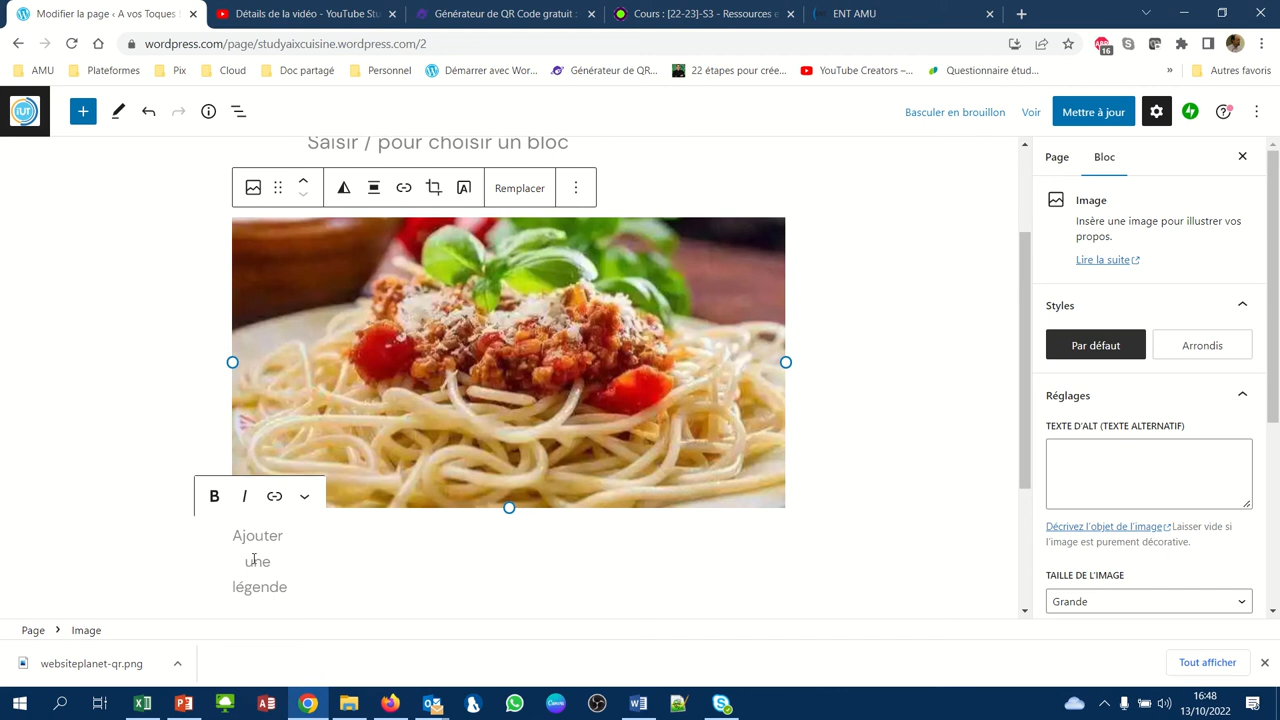 Modifier la page « A vos Toques
Détails de la vidéo - YouTube Stu
Générateur de QR Code gratuit :
Cours : [22-23]-S3 - Ressources e
ENT AMU
wordpress.com/page/studyaixcuisine.wordpress.com/2
16
AMU
Plateformes
Pix
Cloud
Doc partagé
Personnel
Démarrer avec Wor...
Générateur de QR...
22 étapes pour crée...
YouTube Creators –...
Questionnaire étud...
»
Autres favoris
Basculer en brouillon
Voir
Mettre à jour
Saisir / pour choisir un bloc
Page
Bloc
Remplacer
Image
Insère une image pour illustrer vos
propos.
Lire la suite
Styles
Par défaut
Arrondis
Réglages
TEXTE D'ALT (TEXTE ALTERNATIF)
Décrivez l'objet de l'image Laisser vide si
l'image est purement décorative.
TAILLE DE L'IMAGE
Grande
B I
Ajouter
une
légende
Page > Image
websiteplanet-qr.png
Tout afficher
16:48
13/10/2022